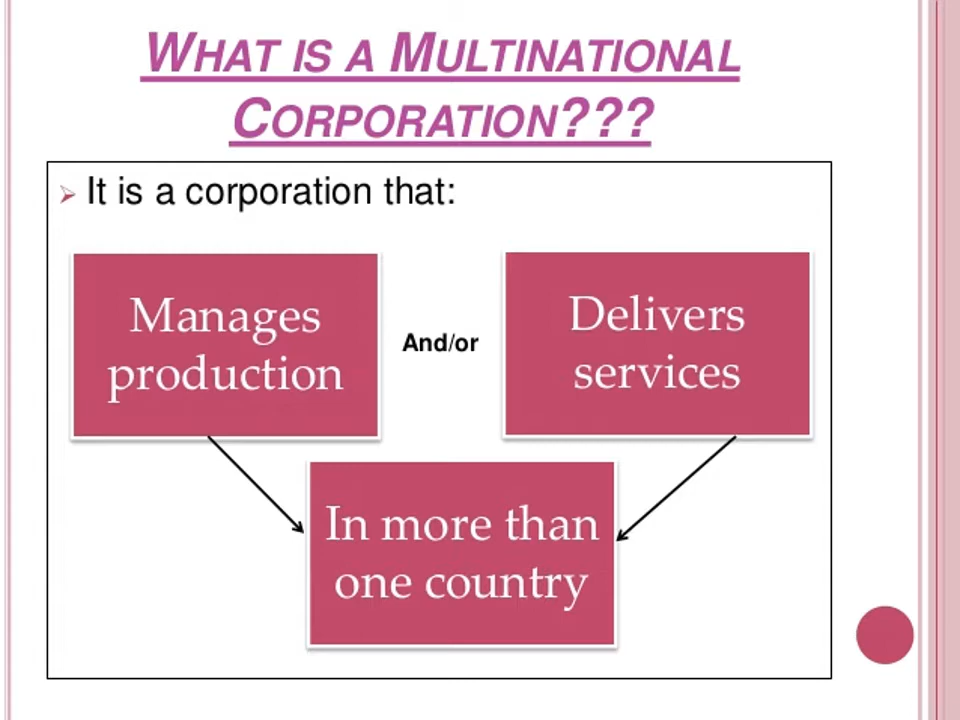 WHAT IS A MULTINATIONAL
CORPORATION???
It is a corporation that:
Manages
production
And/or
Delivers
services
In more than
one country